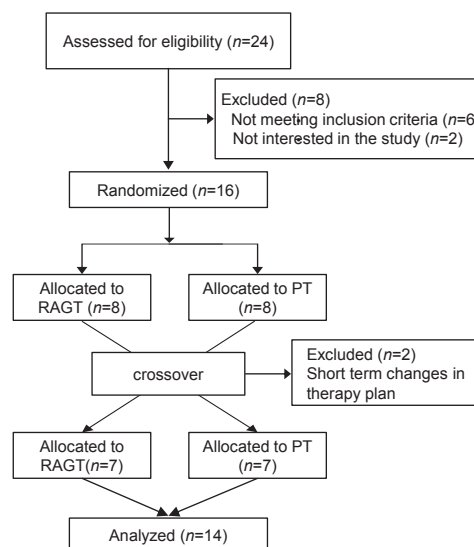 Assessed for eligibility (n=24)
Excluded (n=8)
Not meeting inclusion criteria (n=6
Not interested in the study (n=2)
Randomized (n=16)
Allocated to
RAGT (n=8)
Allocated to PT
(n=8)
crossover
Excluded (n=2)
Short term changes in
therapy plan
Allocated to
RAGT(n=7)
Allocated to PT
(n=7)
Analyzed (n=14)